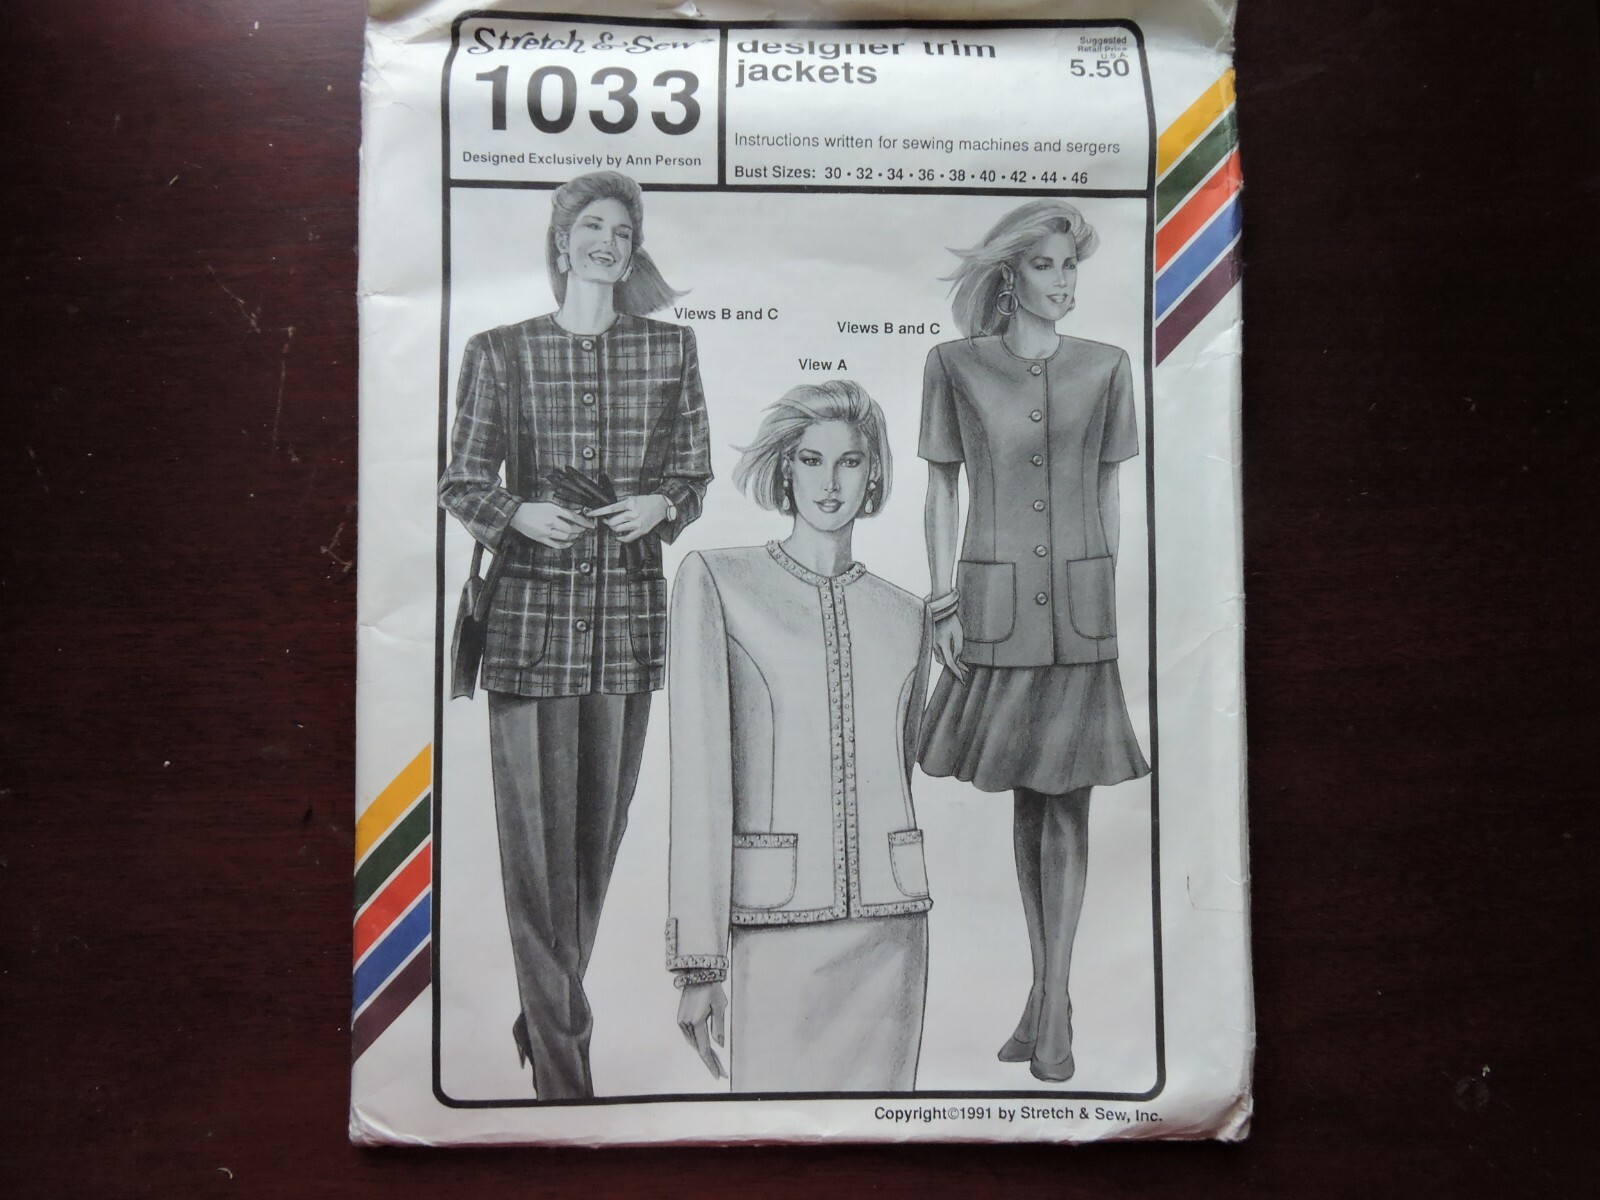 Stretch & Sew
1033
Designed Exclusively by Ann Person
designer trim
jackets
Suggested
Retail Price
U.S.A.
5.50
Instructions written for sewing machines and sergers
Bust Sizes: 30 • 32 • 34 • 36 • 38 • 40 • 42 • 44 • 46
Views B and C
Views B and C
View A
Copyright©1991 by Stretch & Sew, Inc.